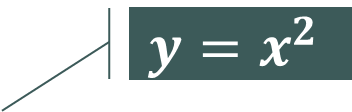 y = x²